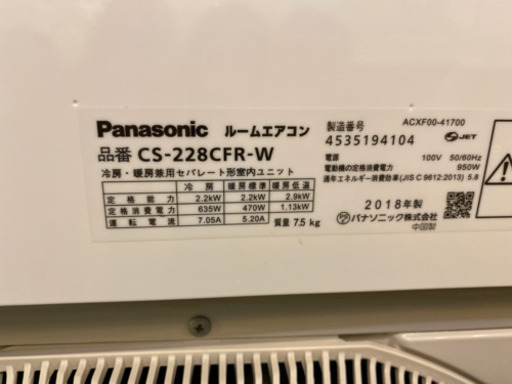 Panasonic ルームエアコン
品番 CS-228CFR-W
冷房・暖房兼用セパレート形室内ユニット
冷 房 暖房標準 暖房低温
定 格 能 力 2.2kW 2.2kW 2.9kW
定格消費電力 635W 470W 1.13kW
運 転 電 流 7.05A 5.20A
質量 7.5 kg
ACXF00-41700
製造番号
4535194104 JET
電源 100V 50/60Hz
電動機の定格消費電力 950W
通年エネルギー消費効率(JIS C 9612:2013) 5.8
2018 年製
パナソニック株式会社
中国製